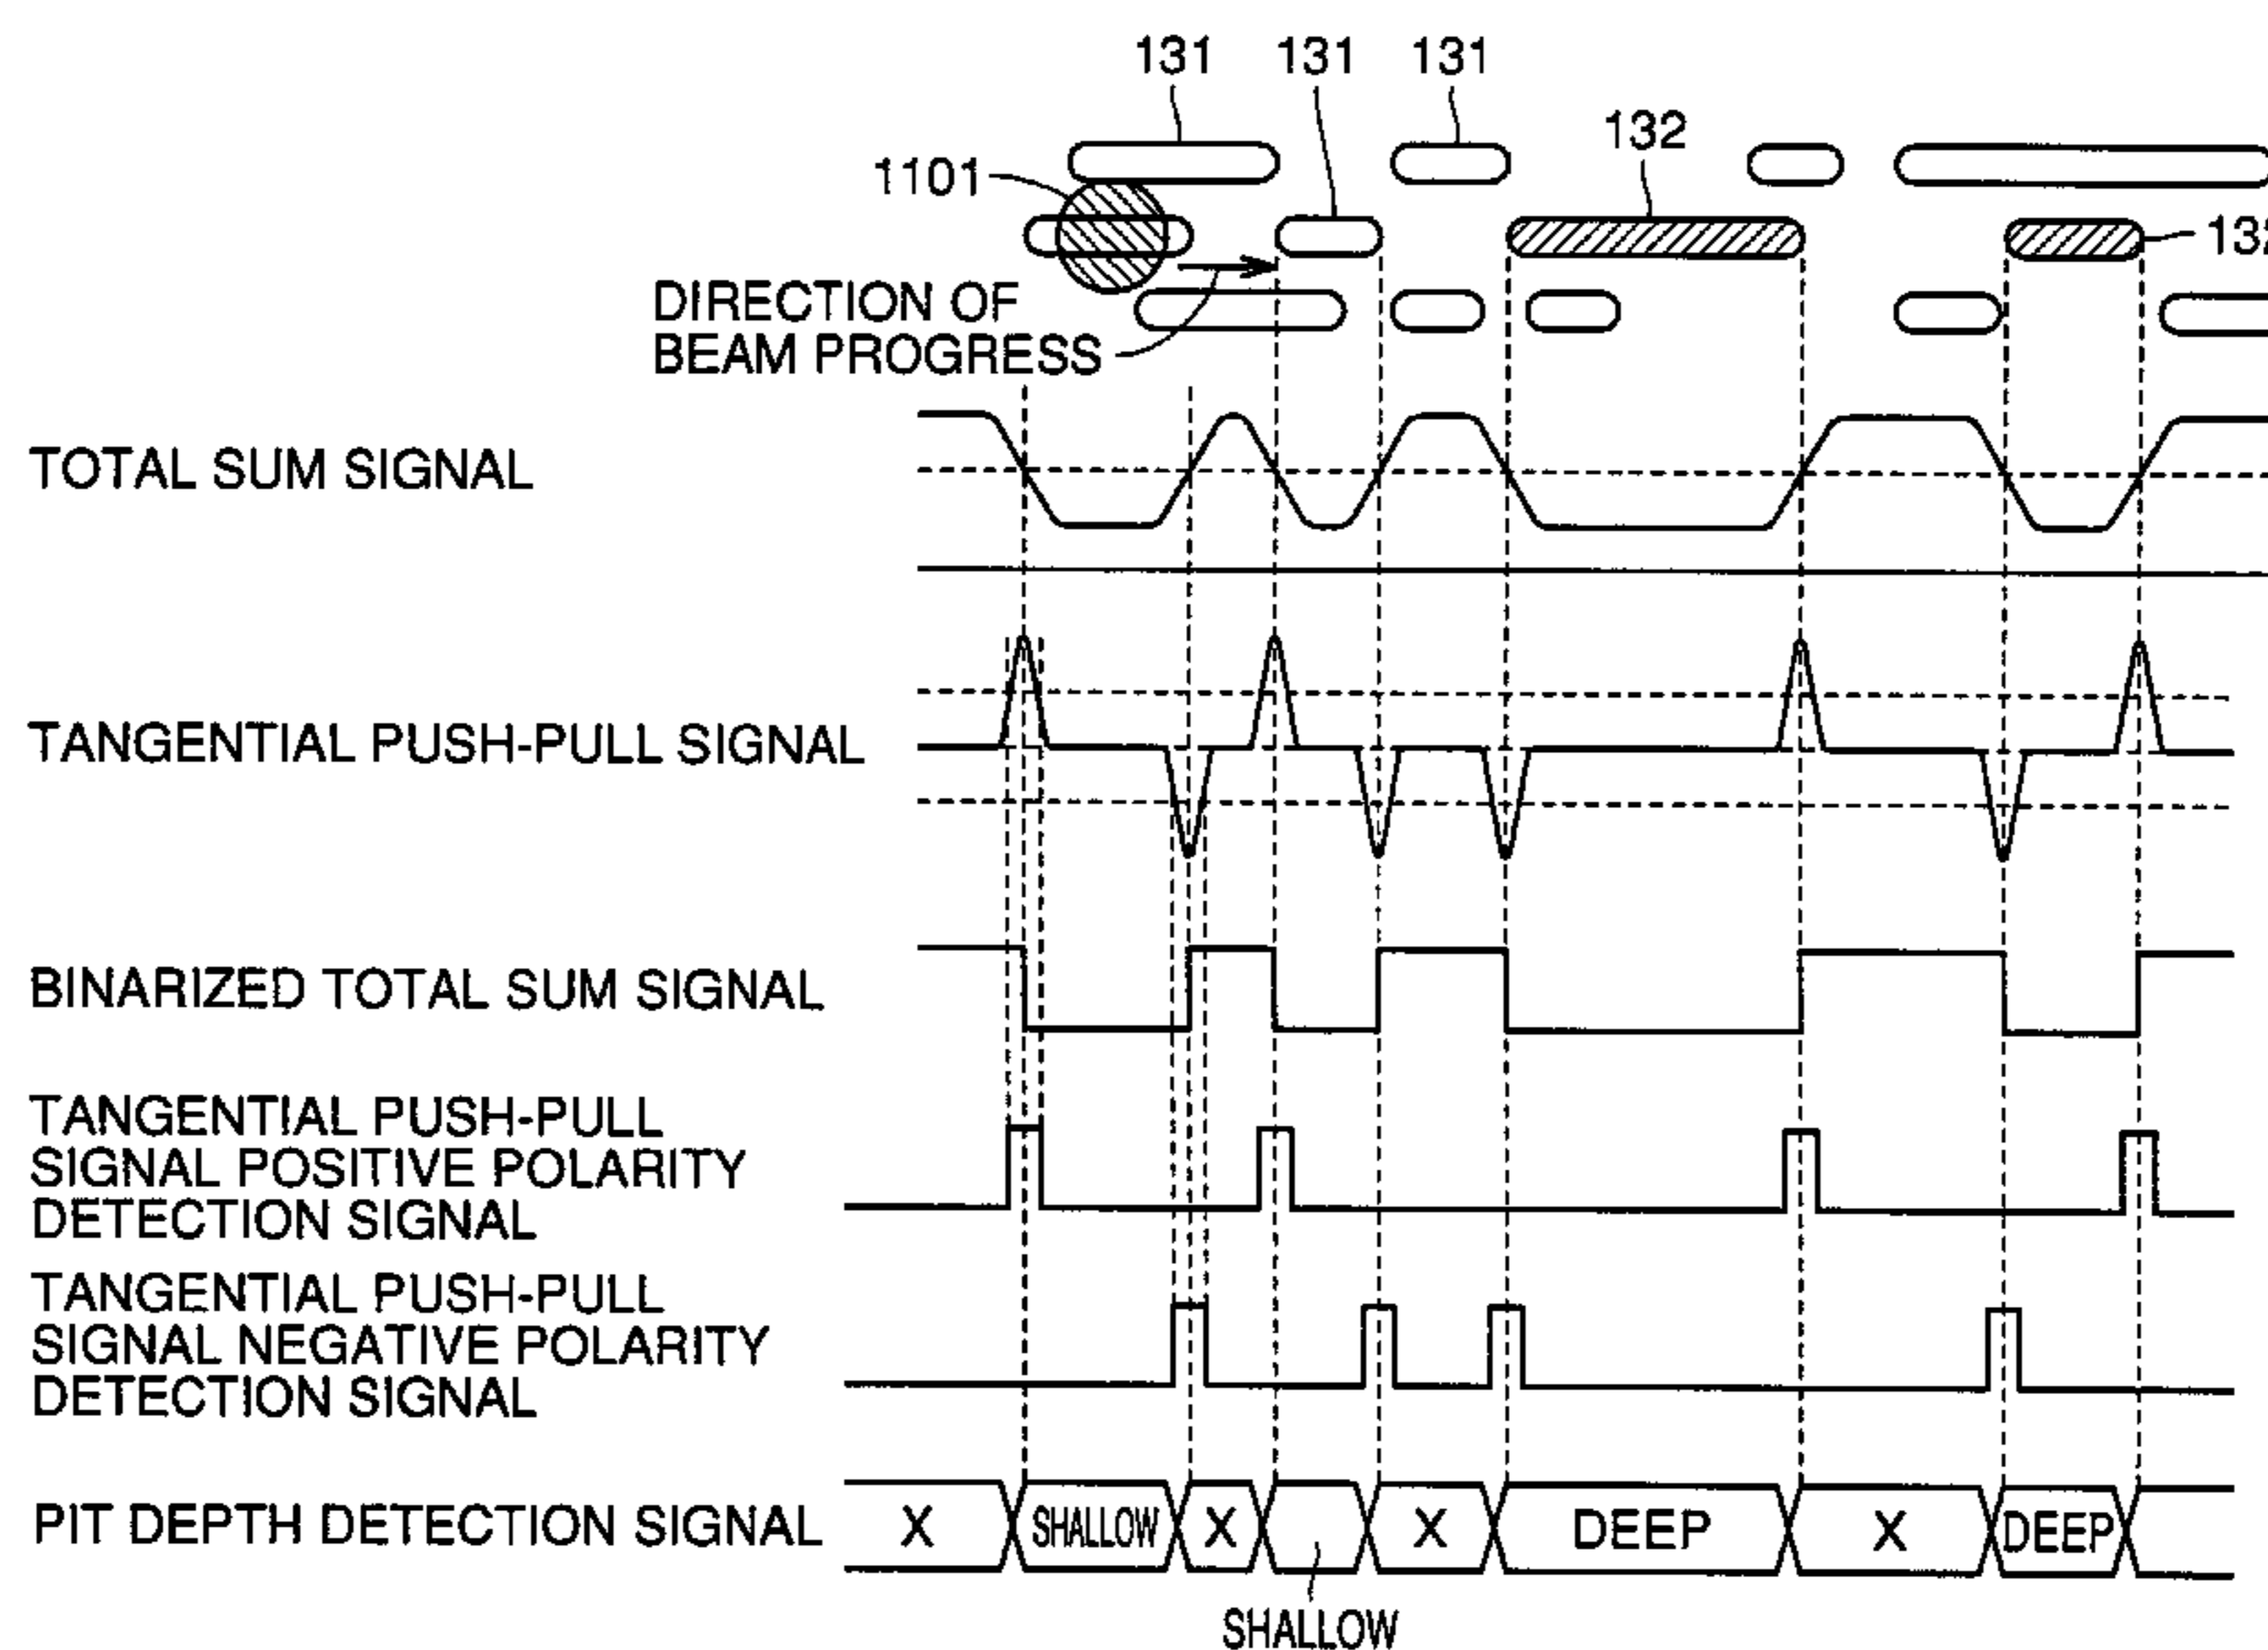 131 131 131
132
1101
DIRECTION OF
BEAM PROGRESS
TOTAL SUM SIGNAL
TANGENTIAL PUSH-PULL SIGNAL
BINARIZED TOTAL SUM SIGNAL
TANGENTIAL PUSH-PULL
SIGNAL POSITIVE POLARITY
DETECTION SIGNAL
TANGENTIAL PUSH-PULL
SIGNAL NEGATIVE POLARITY
DETECTION SIGNAL
PIT DEPTH DETECTION SIGNAL X SHALLOW X X DEEP X DEEP
SHALLOW